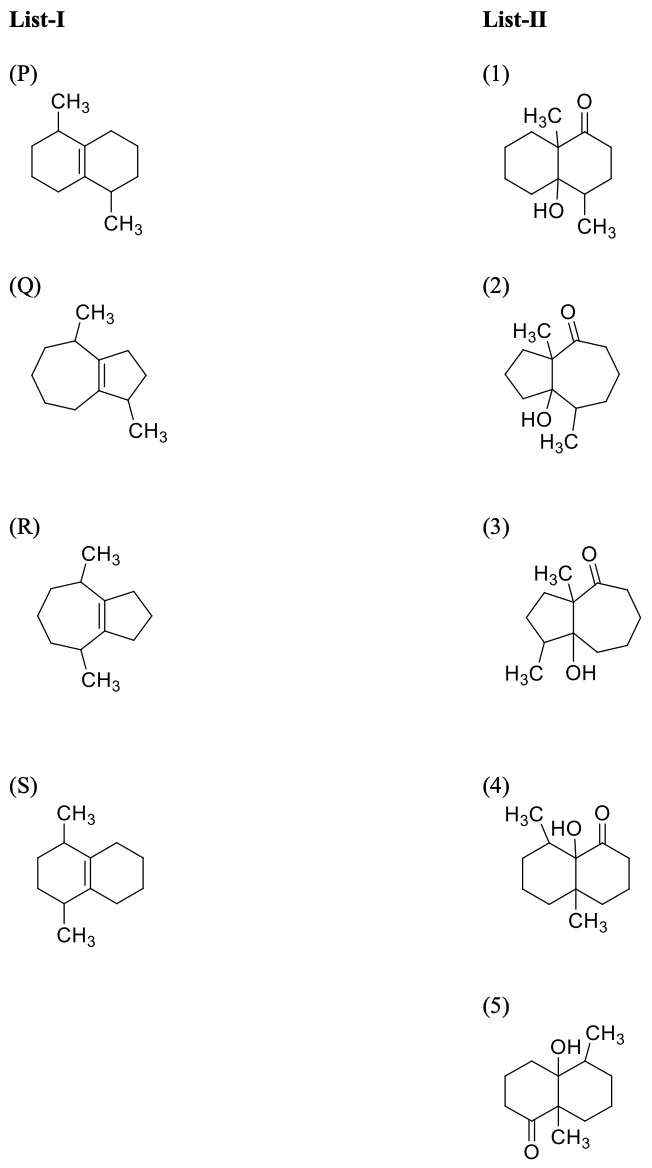 List-I List-II
(P) (1)
CH3 O
H3C
CH3 HO
CH3
(Q) (2)
CH3 O
H3C
CH3 HO
H3C
(R) (3)
CH3 O
H3C
CH3 H3C OH
(S) (4)
CH3 H3C HO O
CH3 CH3
(5)
OH CH3
CH3
O